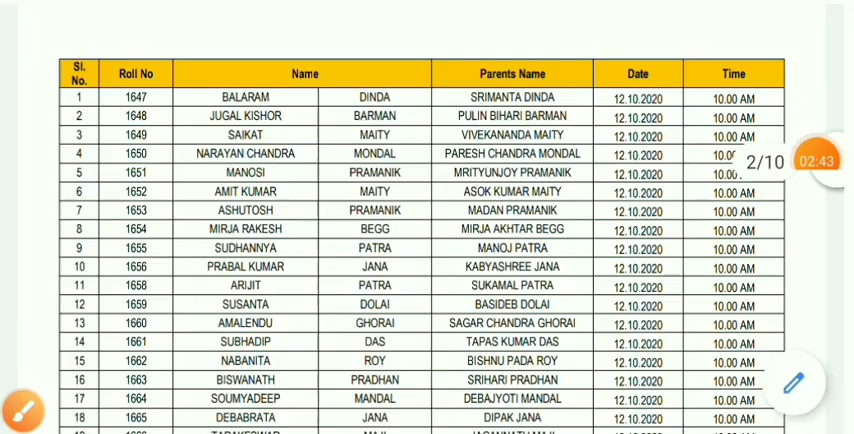 Sl. No. Roll No Name Parents Name Date Time
1 1647 BALARAM DINDA SRIMANTA DINDA 12.10.2020 10.00 AM
2 1648 JUGAL KISHOR BARMAN PULIN BIHARI BARMAN 12.10.2020 10.00 AM
3 1649 SAIKAT MAITY VIVEKANANDA MAITY 12.10.2020 10.00 AM
4 1650 NARAYAN CHANDRA MONDAL PARESH CHANDRA MONDAL 12.10.2020
2/10 02:43
5 1651 MANOSI PRAMANIK MRITYUNJOY PRAMANIK 12.10.2020
6 1652 AMIT KUMAR MAITY ASOK KUMAR MAITY 12.10.2020 10.00 AM
7 1653 ASHUTOSH PRAMANIK MADAN PRAMANIK 12.10.2020 10.00 AM
8 1654 MIRJA RAKESH BEGG MIRJA AKHTAR BEGG 12.10.2020 10.00 AM
9 1655 SUDHANNYA PATRA MANOJ PATRA 12.10.2020 10.00 AM
10 1656 PRABAL KUMAR JANA KABYASHREE JANA 12.10.2020 10.00 AM
11 1658 ARIJIT PATRA SUKAMAL PATRA 12.10.2020 10.00 AM
12 1659 SUSANTA DOLAI BASIDEB DOLAI 12.10.2020 10.00 AM
13 1660 AMALENDU GHORAI SAGAR CHANDRA GHORAI 12.10.2020 10.00 AM
14 1661 SUBHADIP DAS TAPAS KUMAR DAS 12.10.2020 10.00 AM
15 1662 NABANITA ROY BISHNU PADA ROY 12.10.2020 10.00 AM
16 1663 BISWANATH PRADHAN SRIHARI PRADHAN 12.10.2020 10.00 AM
17 1664 SOUMYADEEP MANDAL DEBAJYOTI MANDAL 12.10.2020 10.00 AM
18 1665 DEBABRATA JANA DIPAK JANA 12.10.2020 10.00 AM